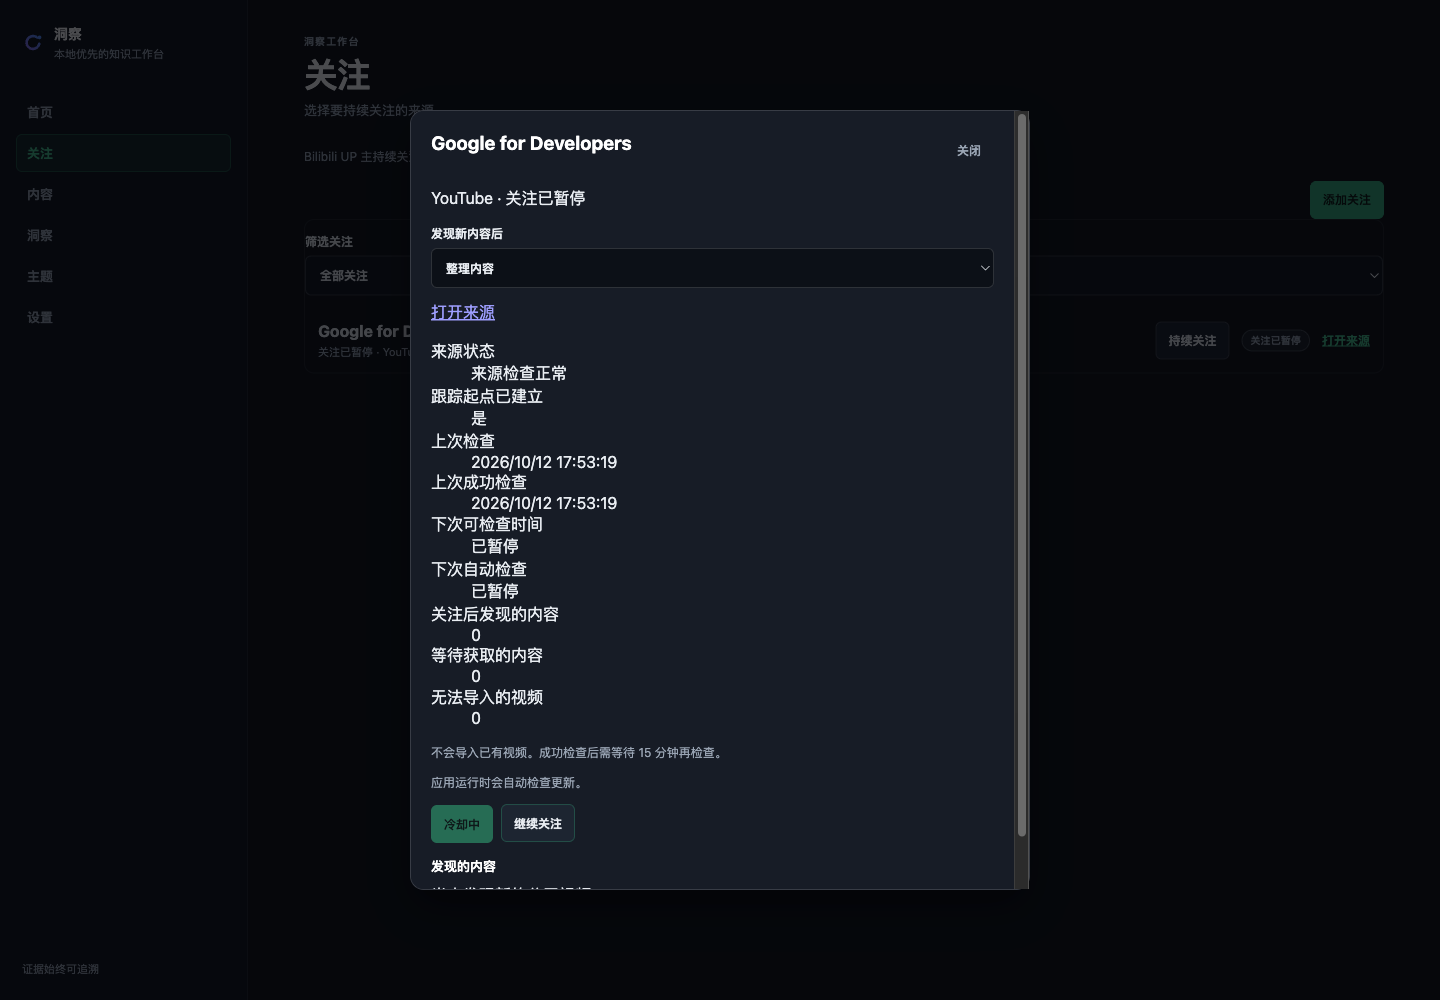 洞察
本地优先的知识工作台
首页
关注
内容
洞察
主题
设置
证据始终可追溯
洞察工作台
关注
选择要持续关注的来源
Bilibili UP 主持续关
添加关注
筛选关注
全部关注
Google for D
关注已暂停 · YouTu
持续关注
关注已暂停
打开来源
Google for Developers
关闭
YouTube · 关注已暂停
发现新内容后
整理内容
打开来源
来源状态
来源检查正常
跟踪起点已建立
是
上次检查
2026/10/12 17:53:19
上次成功检查
2026/10/12 17:53:19
下次可检查时间
已暂停
下次自动检查
已暂停
关注后发现的内容
0
等待获取的内容
0
无法导入的视频
0
不会导入已有视频。成功检查后需等待 15 分钟再检查。
应用运行时会自动检查更新。
冷却中
继续关注
发现的内容